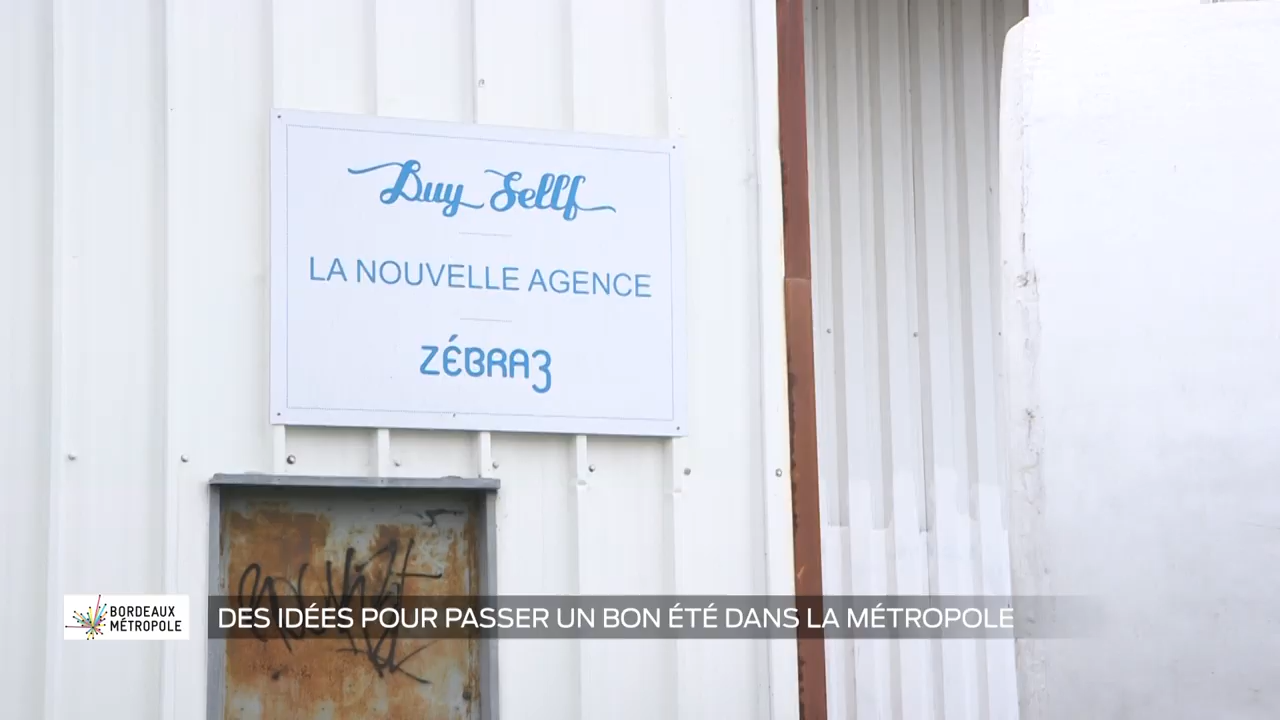 Buy Sellf
LA NOUVELLE AGENCE
ZÉBRA3
BORDEAUX
MÉTROPOLE
DES IDÉES POUR PASSER UN BON ÉTÉ DANS LA MÉTROPOLE